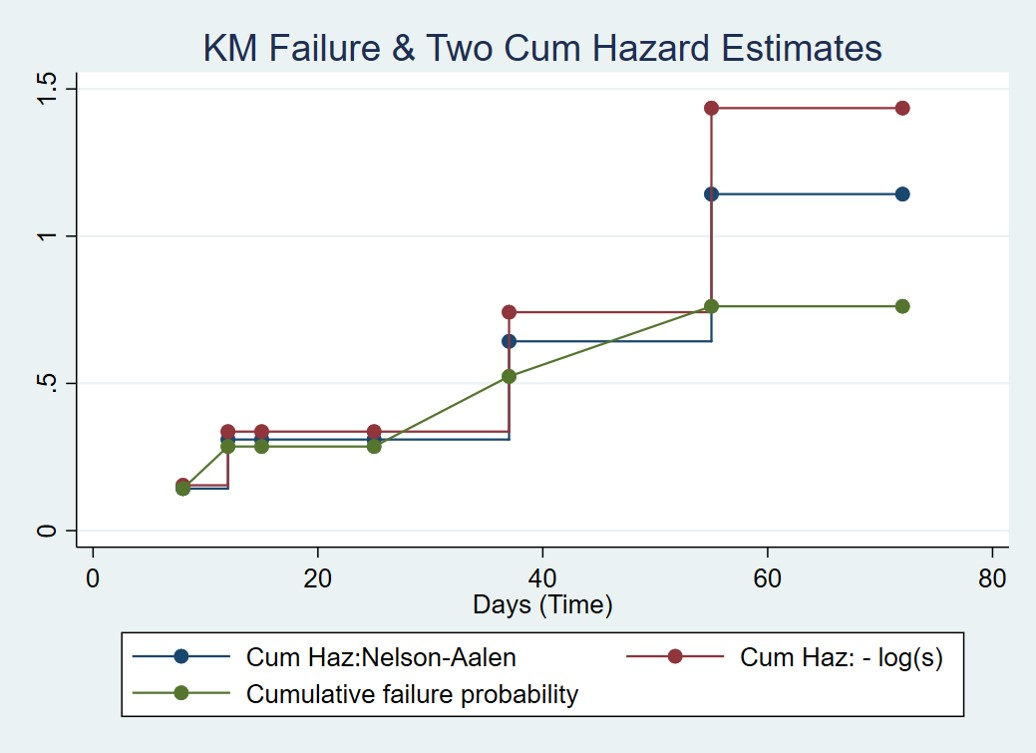 KM Failure & Two Cum Hazard Estimates
1.5
1
.5
0
0 20 40 60 80
Days (Time)
Cum Haz:Nelson-Aalen Cum Haz: - log(s)
Cumulative failure probability